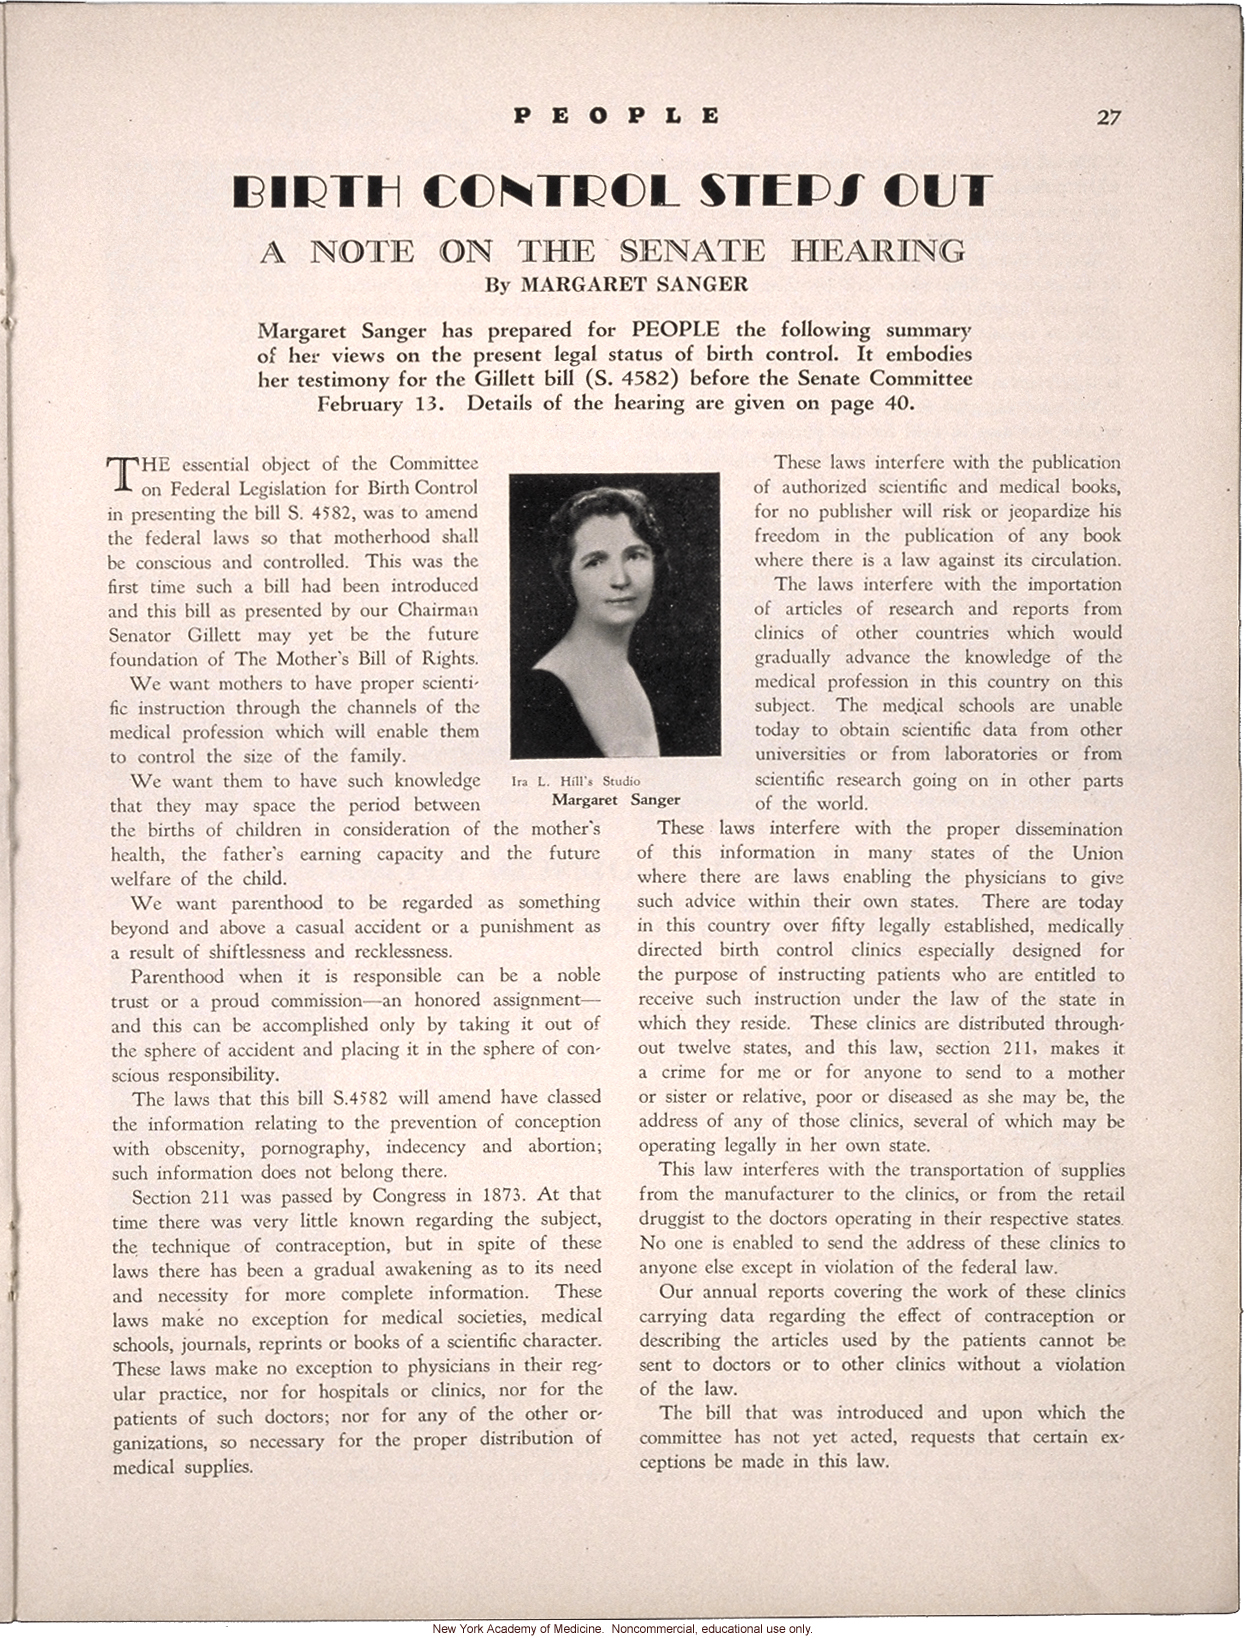 PEOPLE
27
BIRTH CONTROL STEPS OUT
A NOTE ON THE SENATE HEARING
By MARGARET SANGER
Margaret Sanger has prepared for PEOPLE the following summary
of her views on the present legal status of birth control. It embodies
her testimony for the Gillett bill (S. 4582) before the Senate Committee
February 13. Details of the hearing are given on page 40.
THE essential object of the Committee
on Federal Legislation for Birth Control
in presenting the bill S. 4582, was to amend
the federal laws so that motherhood shall
be conscious and controlled. This was the
first time such a bill had been introduced
and this bill as presented by our Chairman
Senator Gillett may yet be the future
foundation of The Mother's Bill of Rights.
We want mothers to have proper scienti-
fic instruction through the channels of the
medical profession which will enable them
to control the size of the family.
We want them to have such knowledge
that they may space the period between
the births of children in consideration of the mother's
health, the father's earning capacity and the future
welfare of the child.
We want parenthood to be regarded as something
beyond and above a casual accident or a punishment as
a result of shiftlessness and recklessness.
Parenthood when it is responsible can be a noble
trust or a proud commission—an honored assignment—
and this can be accomplished only by taking it out of
the sphere of accident and placing it in the sphere of con-
scious responsibility.
The laws that this bill S.4582 will amend have classed
the information relating to the prevention of conception
with obscenity, pornography, indecency and abortion;
such information does not belong there.
Section 211 was passed by Congress in 1873. At that
time there was very little known regarding the subject,
the technique of contraception, but in spite of these
laws there has been a gradual awakening as to its need
and necessity for more complete information. These
laws make no exception for medical societies, medical
schools, journals, reprints or books of a scientific character.
These laws make no exception to physicians in their reg-
ular practice, nor for hospitals or clinics, nor for the
patients of such doctors; nor for any of the other or-
ganizations, so necessary for the proper distribution of
medical supplies.
Ira L. Hill's Studio
Margaret Sanger
These laws interfere with the publication
of authorized scientific and medical books,
for no publisher will risk or jeopardize his
freedom in the publication of any book
where there is a law against its circulation.
The laws interfere with the importation
of articles of research and reports from
clinics of other countries which would
gradually advance the knowledge of the
medical profession in this country on this
subject. The medical schools are unable
today to obtain scientific data from other
universities or from laboratories or from
scientific research going on in other parts
of the world.
These laws interfere with the proper dissemination
of this information in many states of the Union
where there are laws enabling the physicians to give
such advice within their own states. There are today
in this country over fifty legally established, medically
directed birth control clinics especially designed for
the purpose of instructing patients who are entitled to
receive such instruction under the law of the state in
which they reside. These clinics are distributed through-
out twelve states, and this law, section 211, makes it
a crime for me or for anyone to send to a mother
or sister or relative, poor or diseased as she may be, the
address of any of those clinics, several of which may be
operating legally in her own state.
This law interferes with the transportation of supplies
from the manufacturer to the clinics, or from the retail
druggist to the doctors operating in their respective states.
No one is enabled to send the address of these clinics to
anyone else except in violation of the federal law.
Our annual reports covering the work of these clinics
carrying data regarding the effect of contraception or
describing the articles used by the patients cannot be
sent to doctors or to other clinics without a violation
of the law.
The bill that was introduced and upon which the
committee has not yet acted, requests that certain ex-
ceptions be made in this law.
New York Academy of Medicine. Noncommercial, educational use only.